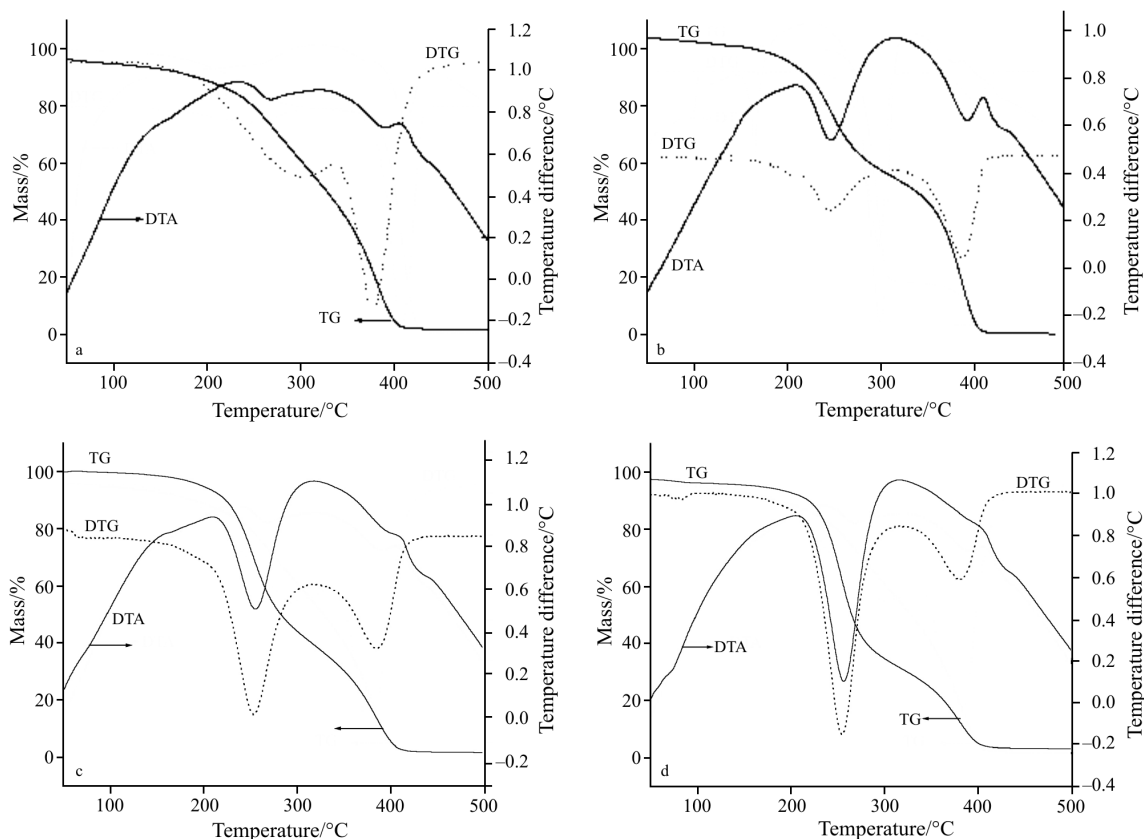 1.2
1.0
0.8
0.6
0.4
0.2
0.0
–0.2
–0.4
100
80
60
40
20
0
Mass/%
Temperature difference/°C
DTG
DTA
TG
a
100
200
300
400
500
Temperature/°C
1.0
0.8
0.6
0.4
0.2
0.0
–0.2
–0.4
100
80
60
40
20
0
Mass/%
Temperature difference/°C
TG
DTG
DTA
b
100
200
300
400
500
Temperature/°C
1.2
1.0
0.8
0.6
0.4
0.2
0.0
–0.2
100
80
60
40
20
0
Mass/%
Temperature difference/°C
TG
DTG
DTA
c
100
200
300
400
500
Temperature/°C
1.2
1.0
0.8
0.6
0.4
0.2
0.0
–0.2
–0.4
100
80
60
40
20
0
Mass/%
Temperature difference/°C
TG
DTG
DTA
TG
d
100
200
300
400
500
Temperature/°C